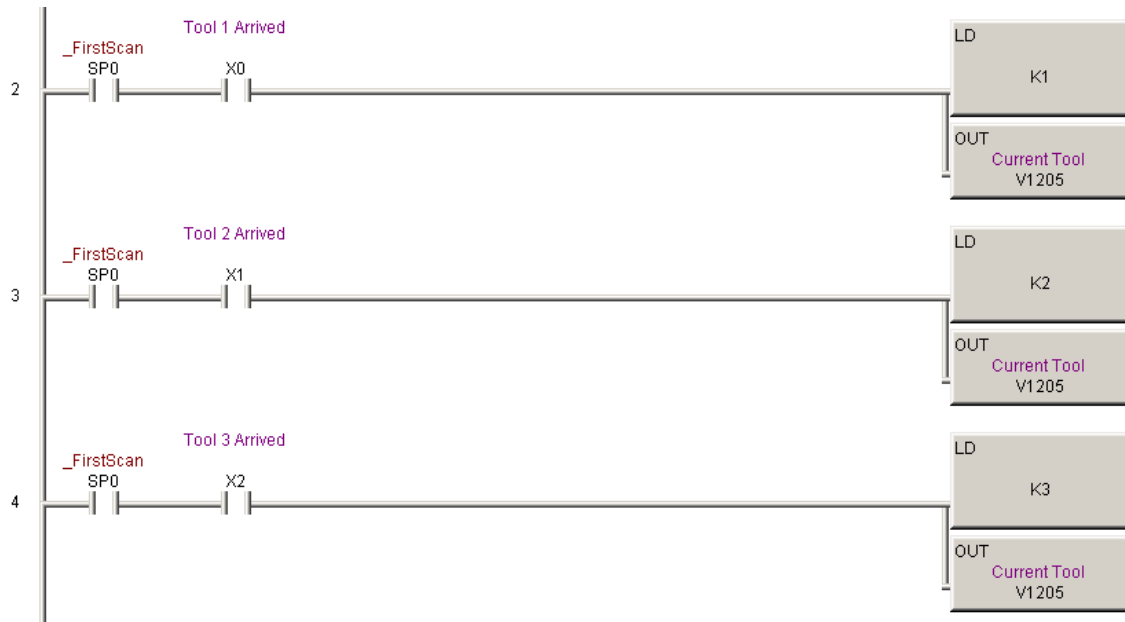 Tool 1 Arrived
_FirstScan
SP0 X0
LD
K1
2
OUT
Current Tool
V1205
Tool 2 Arrived
_FirstScan
SP0 X1
LD
K2
3
OUT
Current Tool
V1205
Tool 3 Arrived
_FirstScan
SP0 X2
LD
K3
4
OUT
Current Tool
V1205